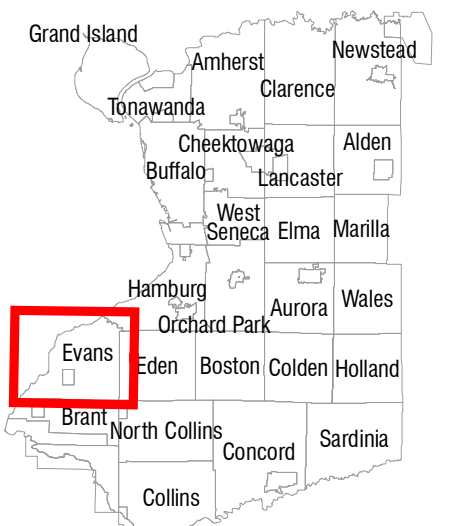 Grand Island
Newstead
Amherst
Clarence
Tonawanda
Cheektowaga
Alden
Buffalo
Lancaster
West
Seneca
Elma
Marilla
Hamburg
Wales
Aurora
Orchard Park
Evans
Eden
Boston
Colden
Holland
Brant
North Collins
Sardinia
Concord
Collins